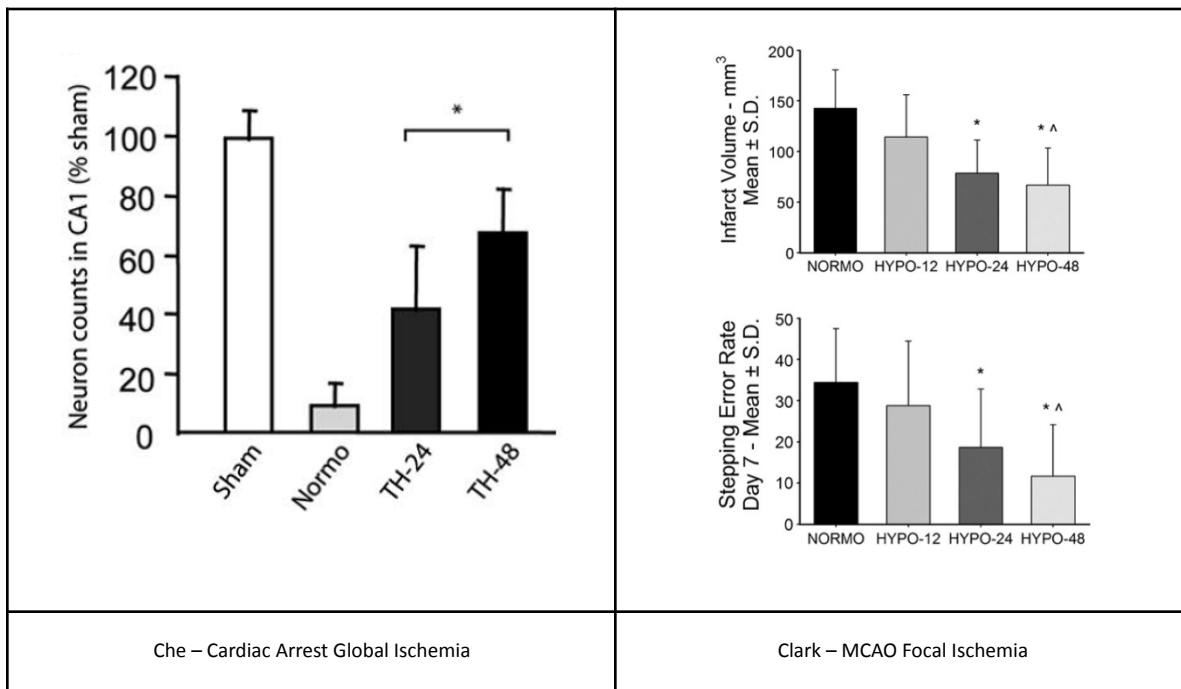 Neuron counts in CA1 (% sham)
120
100
80
60
40
20
0
*
Sham
Normo
TH-24
TH-48
Infarct Volume - mm³
Mean ± S.D.
200
150
100
50
0
*
* ^
NORMO
HYPO-12
HYPO-24
HYPO-48
Stepping Error Rate
Day 7 - Mean ± S.D.
50
40
30
20
10
0
*
* ^
NORMO
HYPO-12
HYPO-24
HYPO-48
Che – Cardiac Arrest Global Ischemia
Clark – MCAO Focal Ischemia